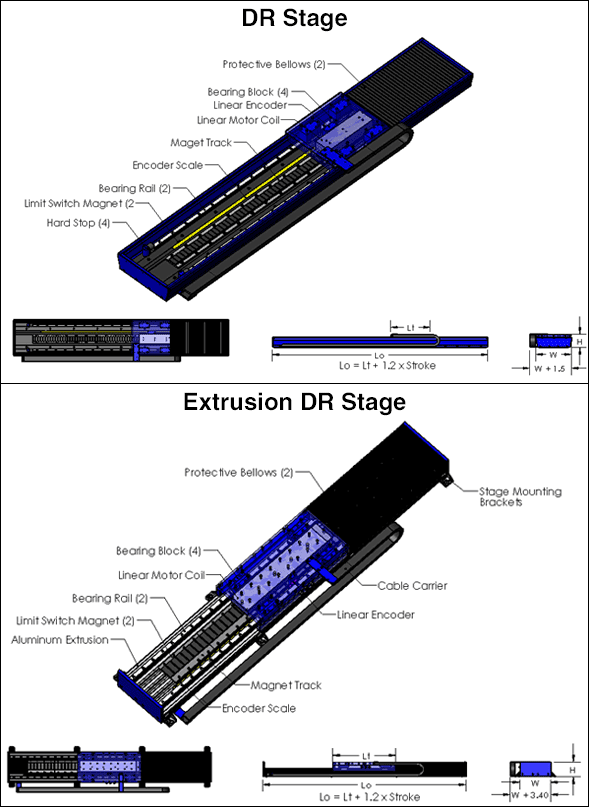 DR Stage
Protective Bellows (2)
Bearing Block (4)
Linear Encoder
Linear Motor Coil
Maget Track
Encoder Scale
Bearing Rail (2)
Limit Switch Magnet (2
Hard Stop (4)
Lt
Lo
Lo = Lt + 1.2 x Stroke
H
W
W + 1.5
Extrusion DR Stage
Protective Bellows (2)
Stage Mounting
Brackets
Bearing Block (4)
Linear Motor Coil
Cable Carrier
Bearing Rail (2)
Linear Encoder
Limit Switch Magnet (2)
Aluminum Extrusion
Magnet Track
Encoder Scale
Lt
Lo
Lo = Lt + 1.2 x Stroke
H
W
W + 3.40